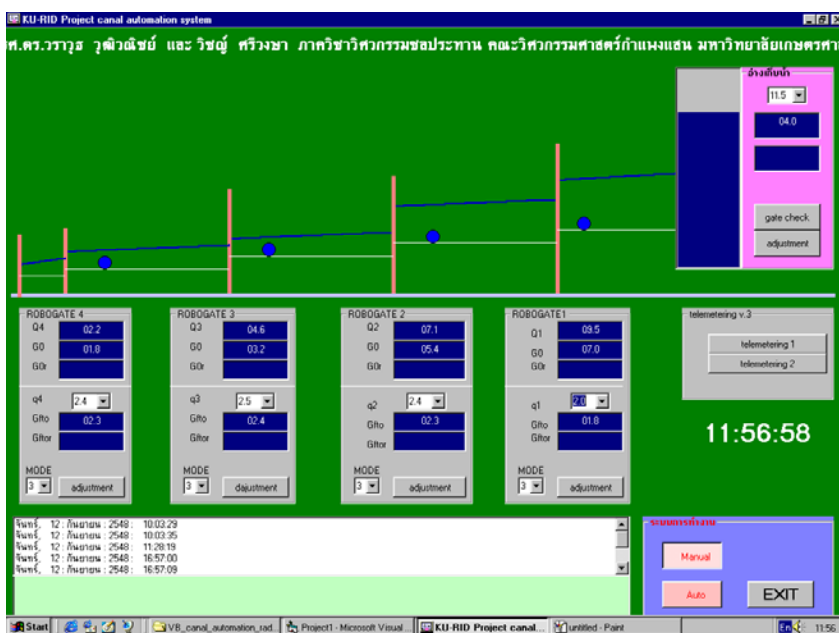 KU-RID Project canal automation system
ศ.ดร.วราวุธ วุฒิวณิชย์ และ วิชญ์ ศรีวงษา ภาควิชาวิศวกรรมชลประทาน คณะวิศวกรรมศาสตร์กำแพงแสน มหาวิทยาลัยเกษตรศา
อ่างเก็บน้ำ
11.5
04.0
gate check
adjustment
ROBOGATE 4
Q4 02.2
G0 01.8
G0r
q4 2.4
Gfto 02.3
Gftor
MODE
3 adjustment
ROBOGATE 3
Q3 04.6
G0 03.2
G0r
q3 2.5
Gfto 02.4
Gftor
MODE
3 dajustment
ROBOGATE 2
Q2 07.1
G0 05.4
G0r
q2 2.4
Gfto 02.3
Gftor
MODE
3 adjustment
ROBOGATE1
Q1 09.5
G0 07.0
G0r
q1 2.0
Gfto 01.8
Gftor
MODE
3 adjustment
telemetering v.3
telemetering 1
telemetering 2
11:56:58
จันทร์, 12 : กันยายน : 2548 : 10:03:29
จันทร์, 12 : กันยายน : 2548 : 10:03:35
จันทร์, 12 : กันยายน : 2548 : 11:28:19
จันทร์, 12 : กันยายน : 2548 : 16:57:00
จันทร์, 12 : กันยายน : 2548 : 16:57:09
ระบบการทำงาน
Manual
Auto
EXIT
Start
VB_canal_automation_rad...
Project1 - Microsoft Visual ...
KU-RID Project canal...
untitled - Paint
En
11:56